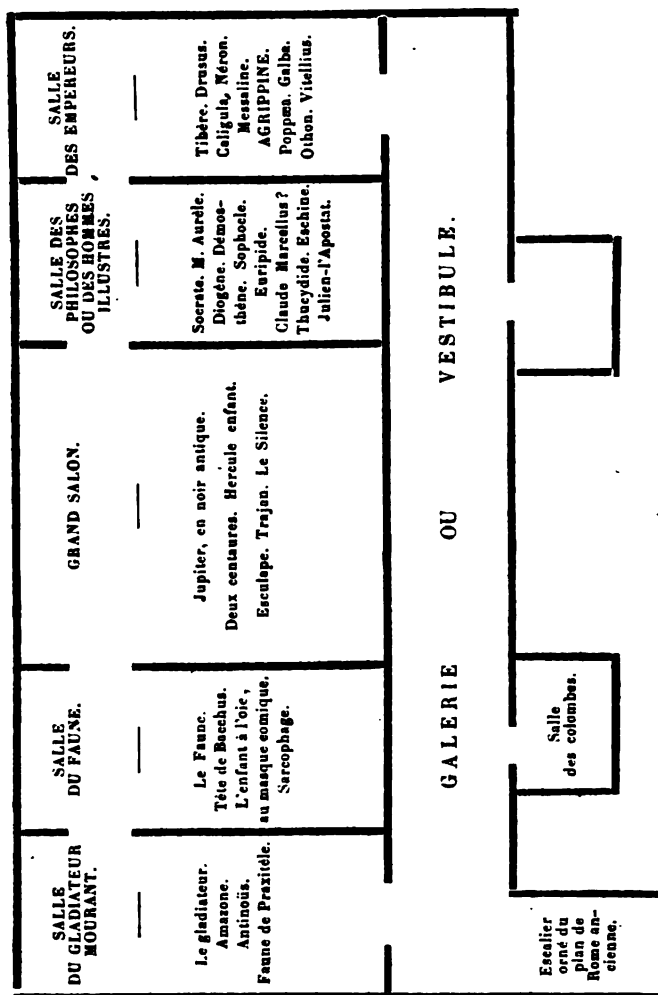 SALLE
DU GLADIATEUR
MOURANT.
Le gladiateur.
Amazone.
Antinoüs.
Faune de Praxitéle.
SALLE
DU FAUNE.
Le Faune.
Tête de Bacchus.
L'enfant à l'oie,
au masque comique.
Sarcophage.
GRAND SALON.
Jupiter, en noir antique.
Deux centaures. Hercule enfant.
Esculape. Trajan. Le Silence.
SALLE DES
PHILOSOPHES
OU DES HOMMES
ILLUSTRES.
Socrate. M. Auréle.
Diogéne. Démos-
thène. Sophocle.
Euripide.
Claude Marcellus?
Thucydide. Eschine.
Julien-l'Apostat.
SALLE
DES EMPEREURS.
Tibére. Drusus.
Caligula, Néron.
Messaline.
AGRIPPINE.
Poppæa. Galba.
Othon. Vitellius.
GALERIE OU VESTIBULE.
Escalier
orné du
plan de
Rome an-
cienne.
Salle
des colombes.